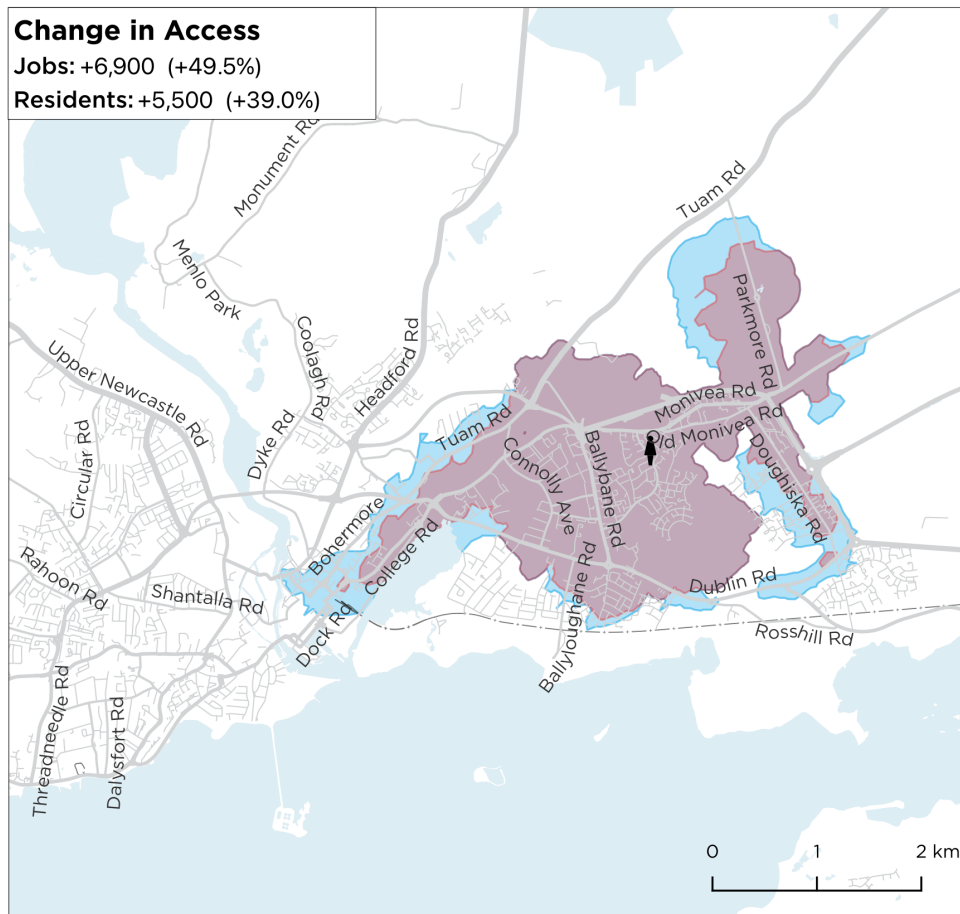 Change in Access
Jobs: +6,900 (+49.5%)
Residents: +5,500 (+39.0%)
Monument Rd
Tuam Rd
Menlo Park
Parkmore Rd
Coolagh Rd
Headford Rd
Upper Newcastle Rd
Monivea Rd
Old Monivea Rd
Tuam Rd
Dyke Rd
Circular Rd
Connolly Ave
Ballybane Rd
Doughiska Rd
Bohermore
College Rd
Rahoon Rd
Shantalla Rd
Dublin Rd
Dock Rd
Ballyloughane Rd
Rosshill Rd
Threadneedle Rd
Dalysfort Rd
0 1 2 km